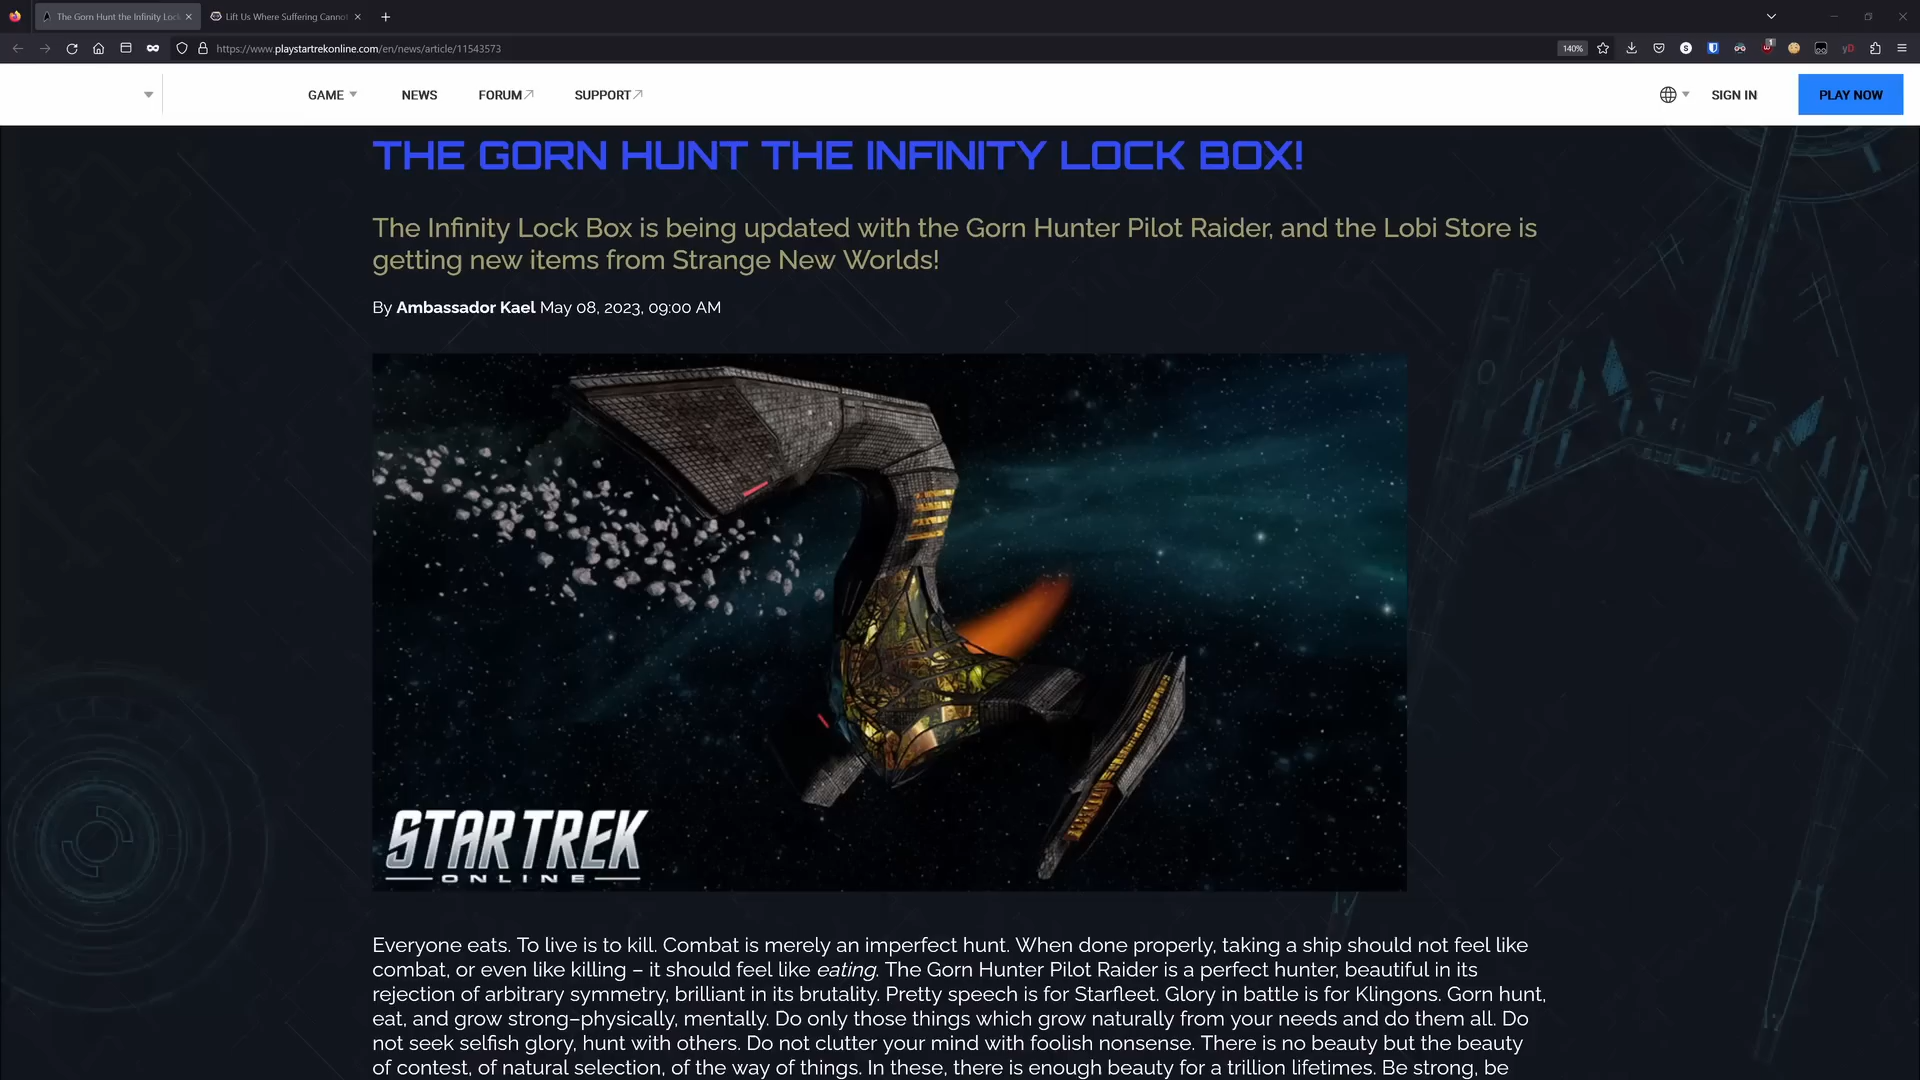 The Gorn Hunt the Infinity Lock
Lift Us Where Suffering Cannot
https://www.playstartrekonline.com/en/news/article/11543573
140%
GAME
NEWS
FORUM
SUPPORT
SIGN IN
PLAY NOW
THE GORN HUNT THE INFINITY LOCK BOX!
The Infinity Lock Box is being updated with the Gorn Hunter Pilot Raider, and the Lobi Store is
getting new items from Strange New Worlds!
By Ambassador Kael May 08, 2023, 09:00 AM
STAR TREK
ONLINE
Everyone eats. To live is to kill. Combat is merely an imperfect hunt. When done properly, taking a ship should not feel like
combat, or even like killing – it should feel like eating. The Gorn Hunter Pilot Raider is a perfect hunter, beautiful in its
rejection of arbitrary symmetry, brilliant in its brutality. Pretty speech is for Starfleet. Glory in battle is for Klingons. Gorn hunt,
eat, and grow strong–physically, mentally. Do only those things which grow naturally from your needs and do them all. Do
not seek selfish glory, hunt with others. Do not clutter your mind with foolish nonsense. There is no beauty but the beauty
of contest, of natural selection, of the way of things. In these, there is enough beauty for a trillion lifetimes. Be strong, be